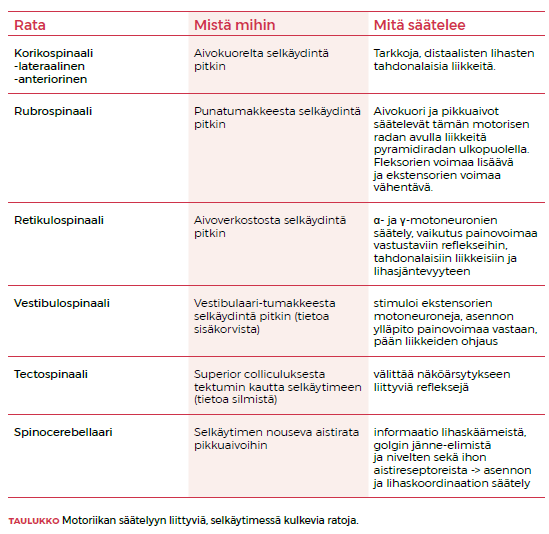 Rata
Mistä mihin
Mitä säätelee
Korikospinaali
-lateraalinen
-anteriorinen
Aivokuorelta selkäydintä
pitkin
Tarkkoja, distaalisten lihasten
tahdonalaisia liikkeitä.
Rubrospinaali
Punatumakkeesta selkäydintä
pitkin
Aivokuori ja pikkuaivot
säätelevät tämän motorisen
radan avulla liikkeitä
pyramidiradan ulkopuolella.
Fleksorien voimaa lisäävä
ja ekstensorien voimaa
vähentävä.
Retikulospinaali
Aivoverkostosta selkäydintä
pitkin
α- ja γ-motoneuronien
säätely, vaikutus painovoimaa
vastustaviin reflekseihin,
tahdonalaisiin liikkeisiin ja
lihasjäntevyyteen
Vestibulospinaali
Vestibulaari-tumakkeesta
selkäydintä pitkin (tietoa
sisäkorvista)
stimuloi ekstensorien
motoneuroneja, asennon
ylläpito painovoimaa vastaan,
pään liikkeiden ohjaus
Tectospinaali
Superior colliculuksesta
tektumin kautta selkäytimeen
(tietoa silmistä)
välittää näköärsytykseen
liittyviä refleksejä
Spinocerebellaari
Selkäytimen nouseva aistirata
pikkuaivoihin
informaatio lihaskäämeistä,
golgin jänne-elimistä
ja nivelten sekä ihon
aistireseptoreista -> asennon
ja lihaskoordinaation säätely
TAULUKKO Motoriikan säätelyyn liittyviä, selkäytimessä kulkevia ratoja.